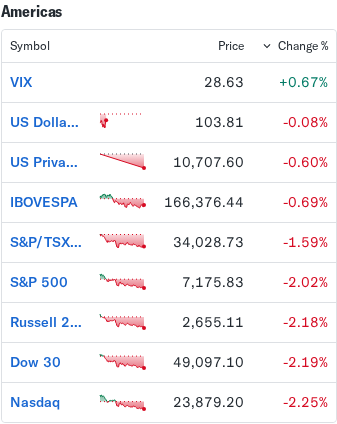 Americas
Symbol Price Change %
VIX 28.63 +0.67%
US Dolla... 103.81 -0.08%
US Priva... 10,707.60 -0.60%
IBOVESPA 166,376.44 -0.69%
S&P/TSX... 34,028.73 -1.59%
S&P 500 7,175.83 -2.02%
Russell 2... 2,655.11 -2.18%
Dow 30 49,097.10 -2.19%
Nasdaq 23,879.20 -2.25%